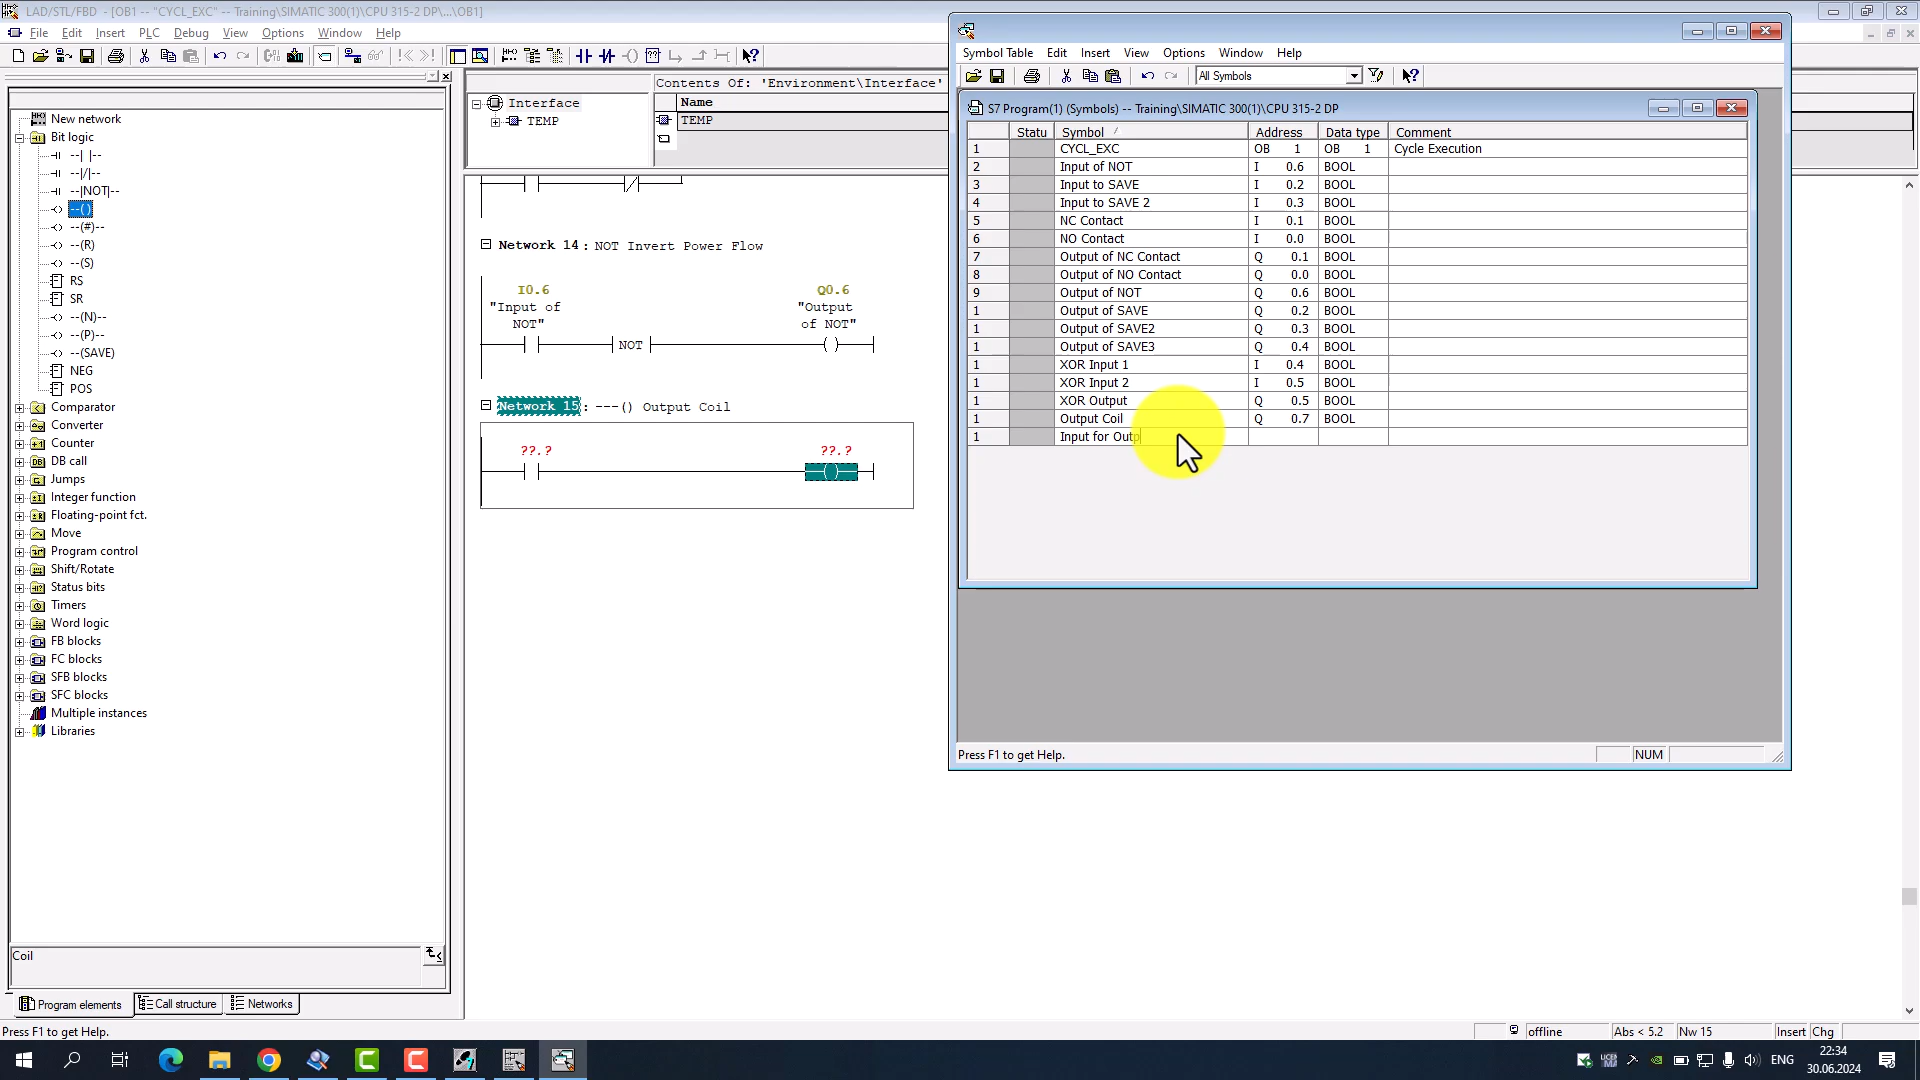 LAD/STL/FBD - [OB1 -- "CYCL_EXC" -- Training\SIMATIC 300(1)\CPU 315-2 DP\...\OB1]
File Edit Insert PLC Debug View Options Window Help
New network
Bit logic
--| |--
--|/|--
--|NOT|--
--()
--(#)--
--(R)
--(S)
RS
SR
--(N)--
--(P)--
--(SAVE)
NEG
POS
Comparator
Converter
Counter
DB call
Jumps
Integer function
Floating-point fct.
Move
Program control
Shift/Rotate
Status bits
Timers
Word logic
FB blocks
FC blocks
SFB blocks
SFC blocks
Multiple instances
Libraries
Coil
Program elements Call structure Networks
Press F1 to get Help.
Interface
TEMP
Contents Of: 'Environment\Interface'
Name
TEMP
Network 14: NOT Invert Power Flow
I0.6 Q0.6
"Input of "Output
NOT" of NOT"
NOT
Network 15: ---() Output Coil
??.? ??.?
Symbol Table Edit Insert View Options Window Help
All Symbols
S7 Program(1) (Symbols) -- Training\SIMATIC 300(1)\CPU 315-2 DP
Statu Symbol Address Data type Comment
1 CYCL_EXC OB 1 OB 1 Cycle Execution
2 Input of NOT I 0.6 BOOL
3 Input to SAVE I 0.2 BOOL
4 Input to SAVE 2 I 0.3 BOOL
5 NC Contact I 0.1 BOOL
6 NO Contact I 0.0 BOOL
7 Output of NC Contact Q 0.1 BOOL
8 Output of NO Contact Q 0.0 BOOL
9 Output of NOT Q 0.6 BOOL
1 Output of SAVE Q 0.2 BOOL
1 Output of SAVE2 Q 0.3 BOOL
1 Output of SAVE3 Q 0.4 BOOL
1 XOR Input 1 I 0.4 BOOL
1 XOR Input 2 I 0.5 BOOL
1 XOR Output Q 0.5 BOOL
1 Output Coil Q 0.7 BOOL
1 Input for Outp
Press F1 to get Help.
NUM
offline Abs < 5.2 Nw 15 Insert Chg
ENG
22:34
30.06.2024